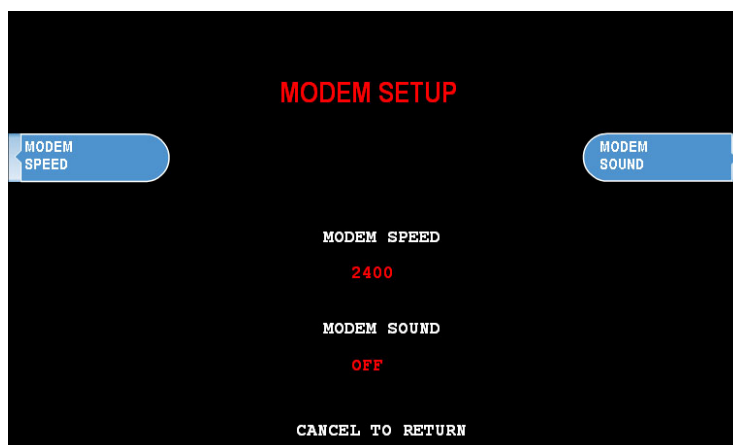 MODEM SETUP
MODEM
SPEED
MODEM
SOUND
MODEM SPEED
2400
MODEM SOUND
OFF
CANCEL TO RETURN